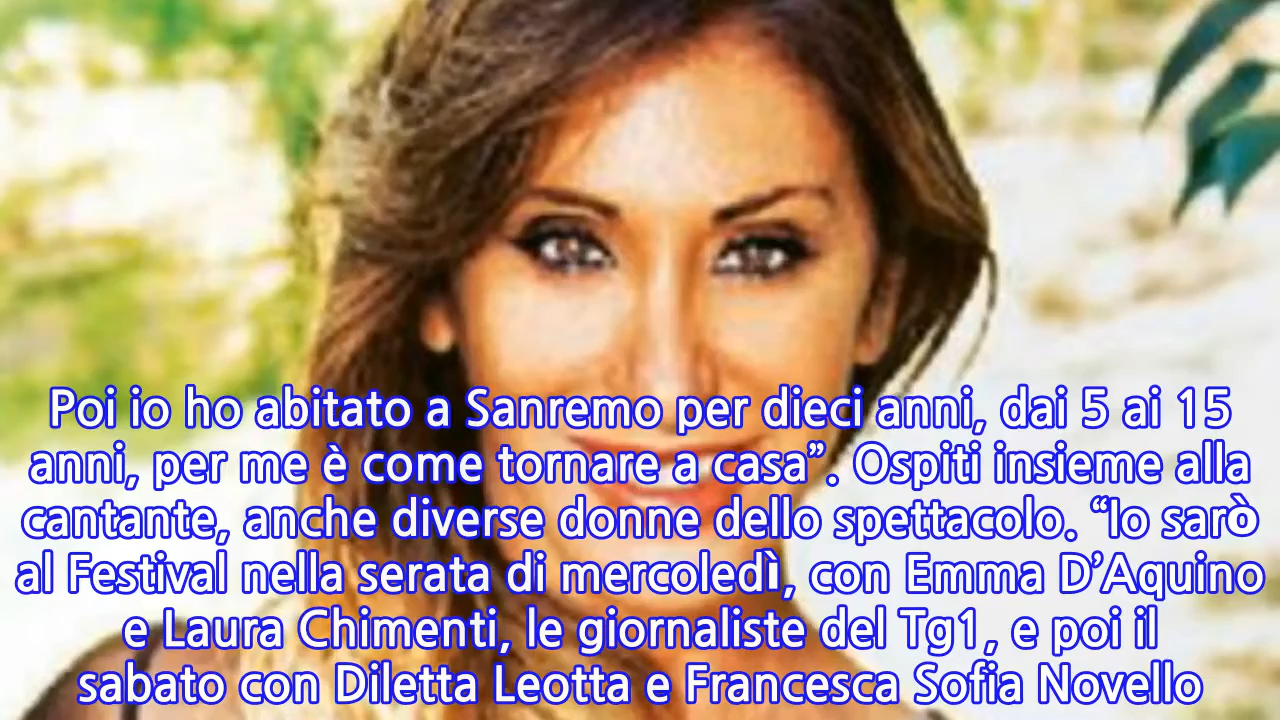 Poi io ho abitato a Sanremo per dieci anni, dai 5 ai 15
anni, per me è come tornare a casa”. Ospiti insieme alla
cantante, anche diverse donne dello spettacolo. “Io sarò
al Festival nella serata di mercoledì, con Emma D’Aquino
e Laura Chimenti, le giornaliste del Tg1, e poi il
sabato con Diletta Leotta e Francesca Sofia Novello